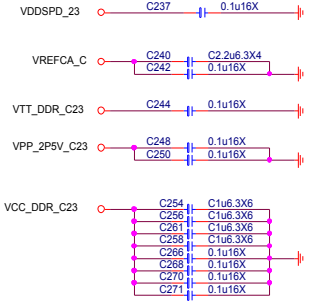 VDDSPD_23 C237 0.1u16X
VREFCA_C C240 C2.2u6.3X4
C242 0.1u16X
VTT_DDR_C23 C244 0.1u16X
VPP_2P5V_C23 C248 0.1u16X
C250 0.1u16X
VCC_DDR_C23 C254 C1u6.3X6
C256 C1u6.3X6
C261 C1u6.3X6
C258 C1u6.3X6
C266 0.1u16X
C268 0.1u16X
C270 0.1u16X
C271 0.1u16X